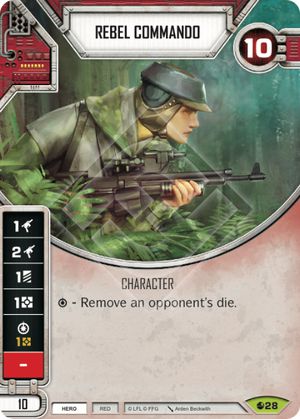 REBEL COMMANDO
10
1
2
1
1
1
–
CHARACTER
- Remove an opponent's die.
10
HERO
RED
© LFL © FFG
Arden Beckwith
28